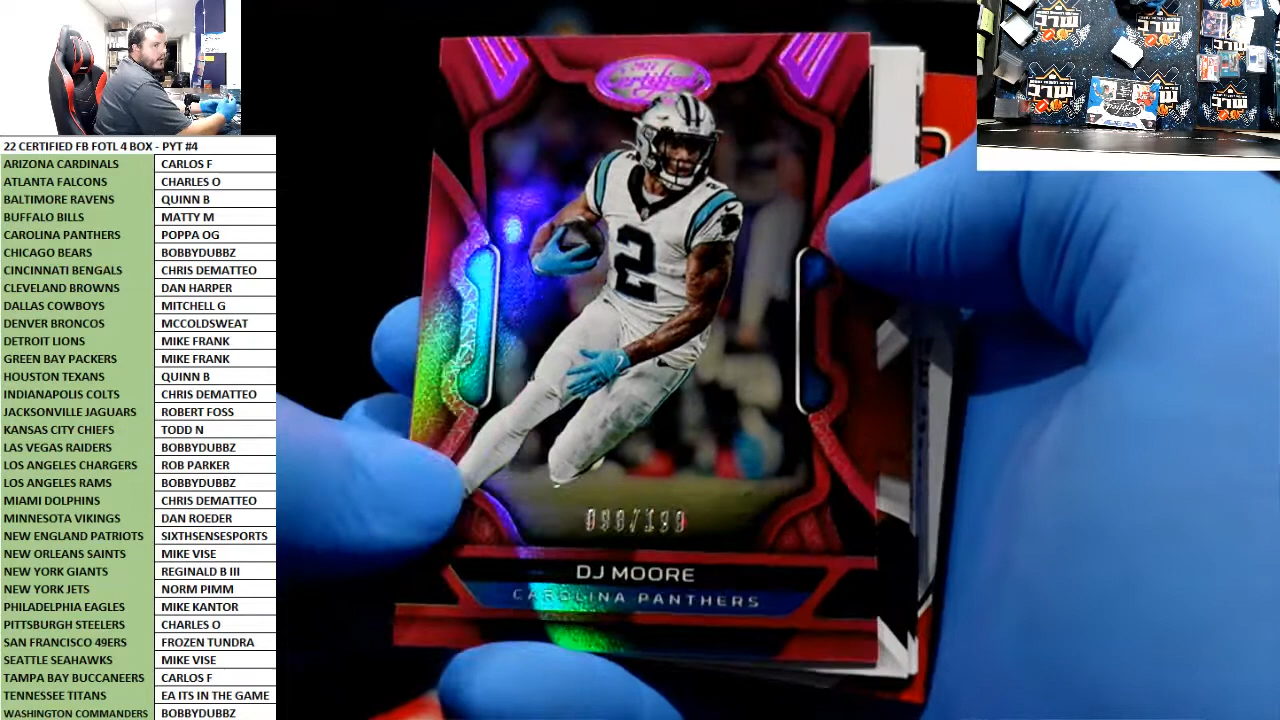 22 CERTIFIED FB FOTL 4 BOX - PYT #4
ARIZONA CARDINALS CARLOS F
ATLANTA FALCONS CHARLES O
BALTIMORE RAVENS QUINN B
BUFFALO BILLS MATTY M
CAROLINA PANTHERS POPPA OG
CHICAGO BEARS BOBBYDUBBZ
CINCINNATI BENGALS CHRIS DEMATTEO
CLEVELAND BROWNS DAN HARPER
DALLAS COWBOYS MITCHELL G
DENVER BRONCOS MCCOLDSWEAT
DETROIT LIONS MIKE FRANK
GREEN BAY PACKERS MIKE FRANK
HOUSTON TEXANS QUINN B
INDIANAPOLIS COLTS CHRIS DEMATTEO
JACKSONVILLE JAGUARS ROBERT FOSS
KANSAS CITY CHIEFS TODD N
LAS VEGAS RAIDERS BOBBYDUBBZ
LOS ANGELES CHARGERS ROB PARKER
LOS ANGELES RAMS BOBBYDUBBZ
MIAMI DOLPHINS CHRIS DEMATTEO
MINNESOTA VIKINGS DAN ROEDER
NEW ENGLAND PATRIOTS SIXTHSENSESPORTS
NEW ORLEANS SAINTS MIKE VISE
NEW YORK GIANTS REGINALD B III
NEW YORK JETS NORM PIMM
PHILADELPHIA EAGLES MIKE KANTOR
PITTSBURGH STEELERS CHARLES O
SAN FRANCISCO 49ERS FROZEN TUNDRA
SEATTLE SEAHAWKS MIKE VISE
TAMPA BAY BUCCANEERS CARLOS F
TENNESSEE TITANS EA ITS IN THE GAME
WASHINGTON COMMANDERS BOBBYDUBBZ
2022
Certified
2
2
DJ MOORE
CAROLINA PANTHERS